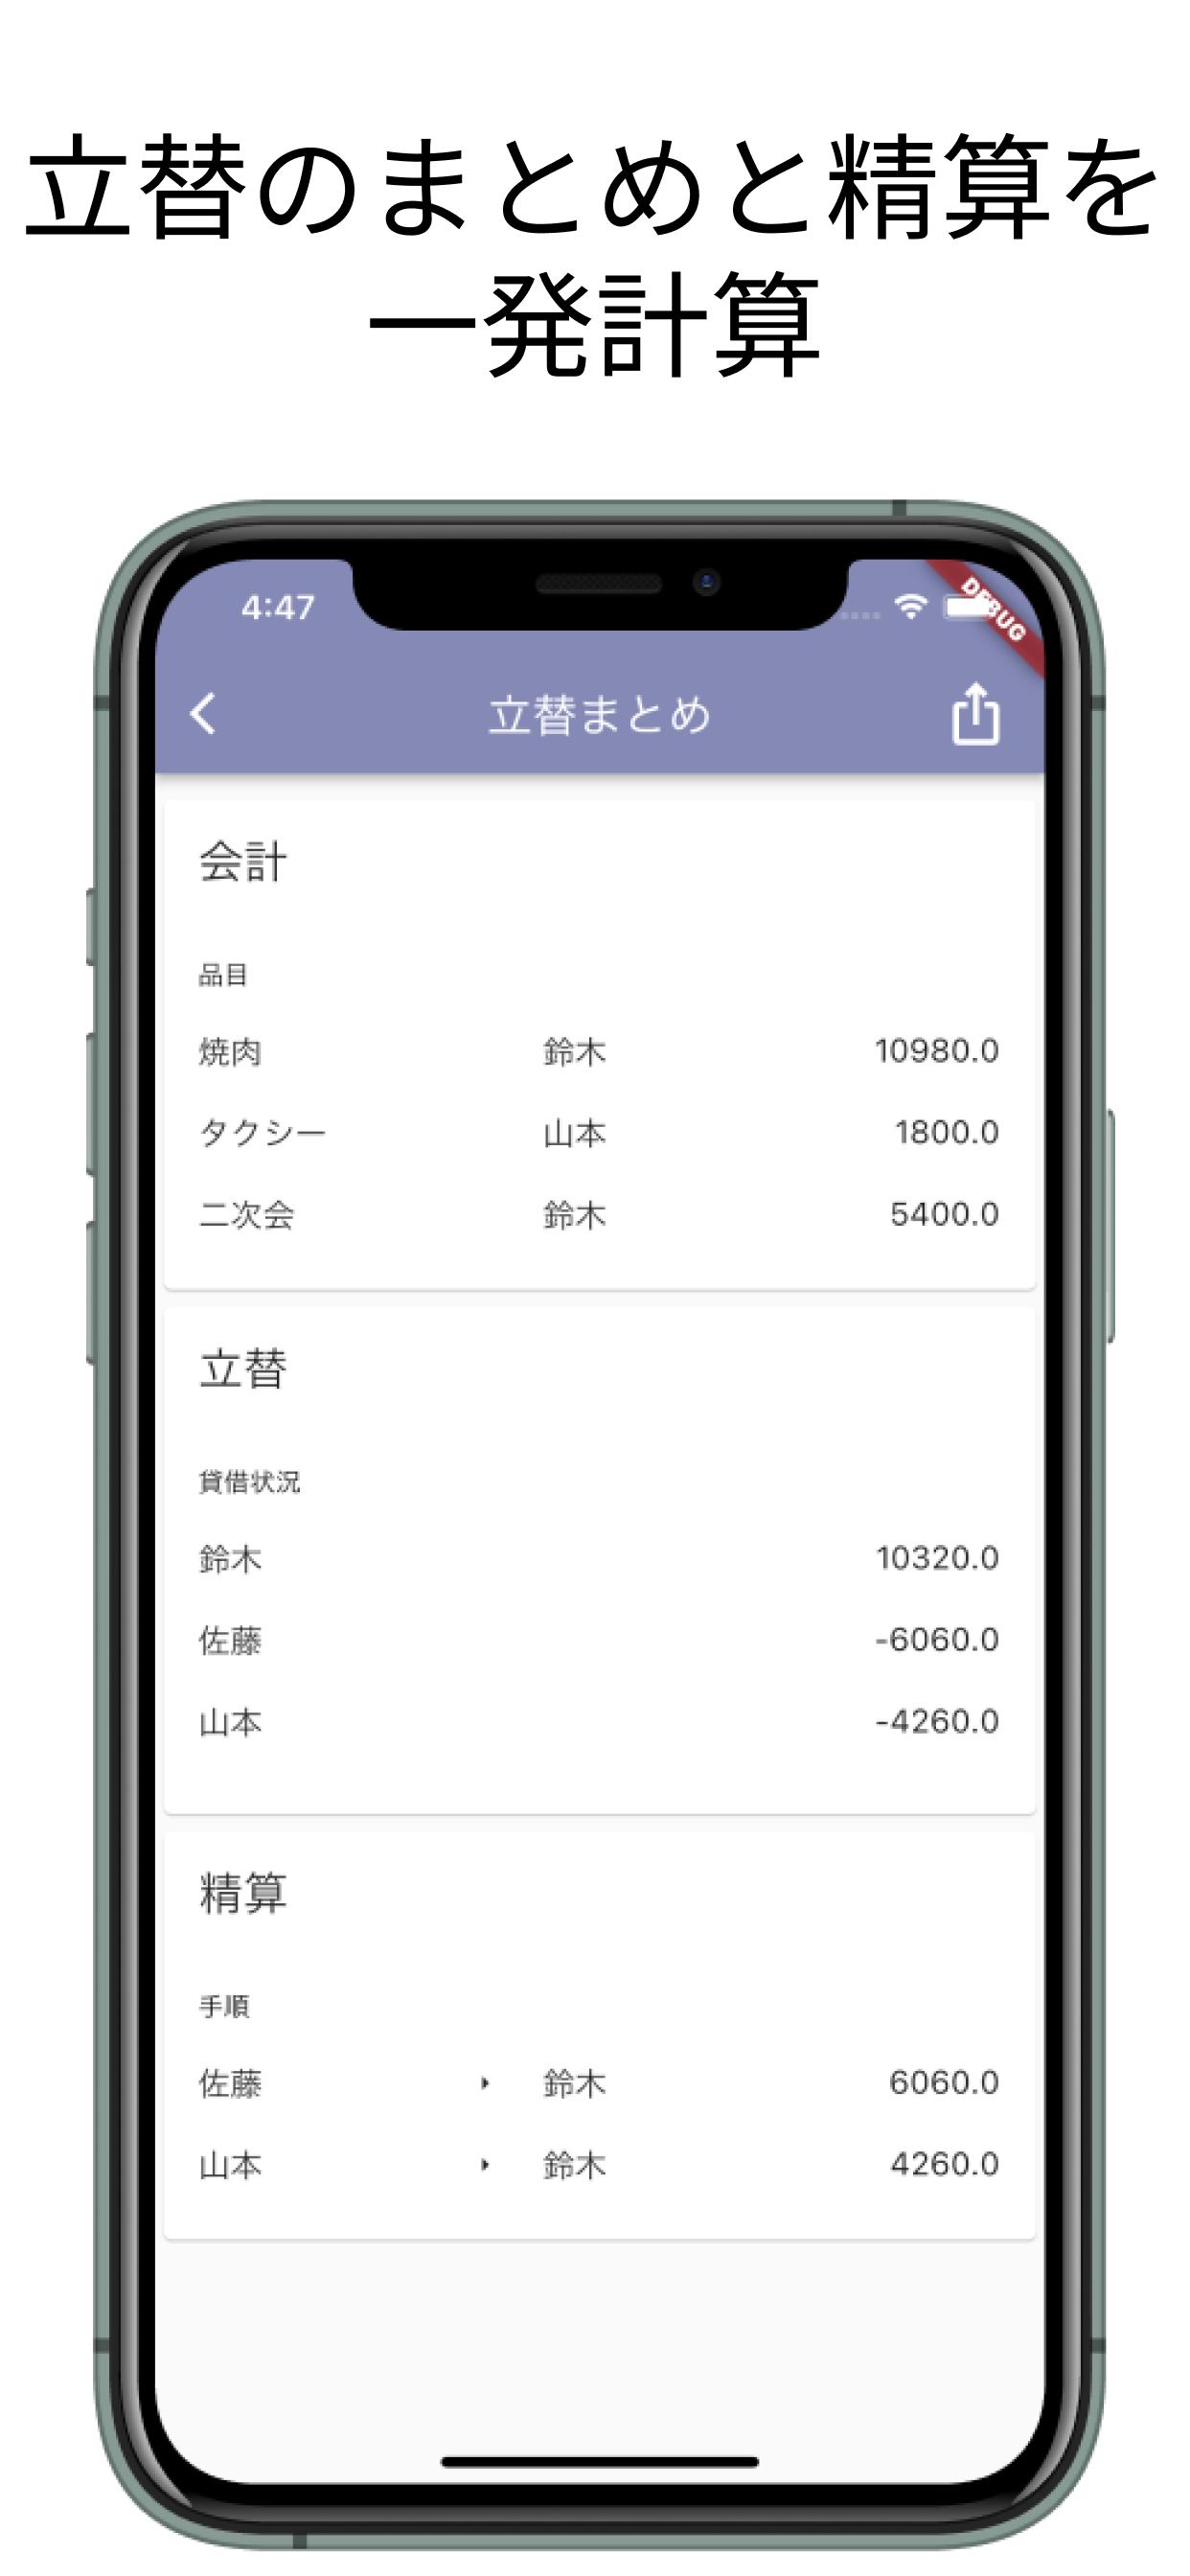 立替のまとめと精算を
一発計算
4:47
DEBUG
立替まとめ
会計
品目
焼肉 鈴木 10980.0
タクシー 山本 1800.0
二次会 鈴木 5400.0
立替
貸借状況
鈴木 10320.0
佐藤 -6060.0
山本 -4260.0
精算
手順
佐藤 鈴木 6060.0
山本 鈴木 4260.0